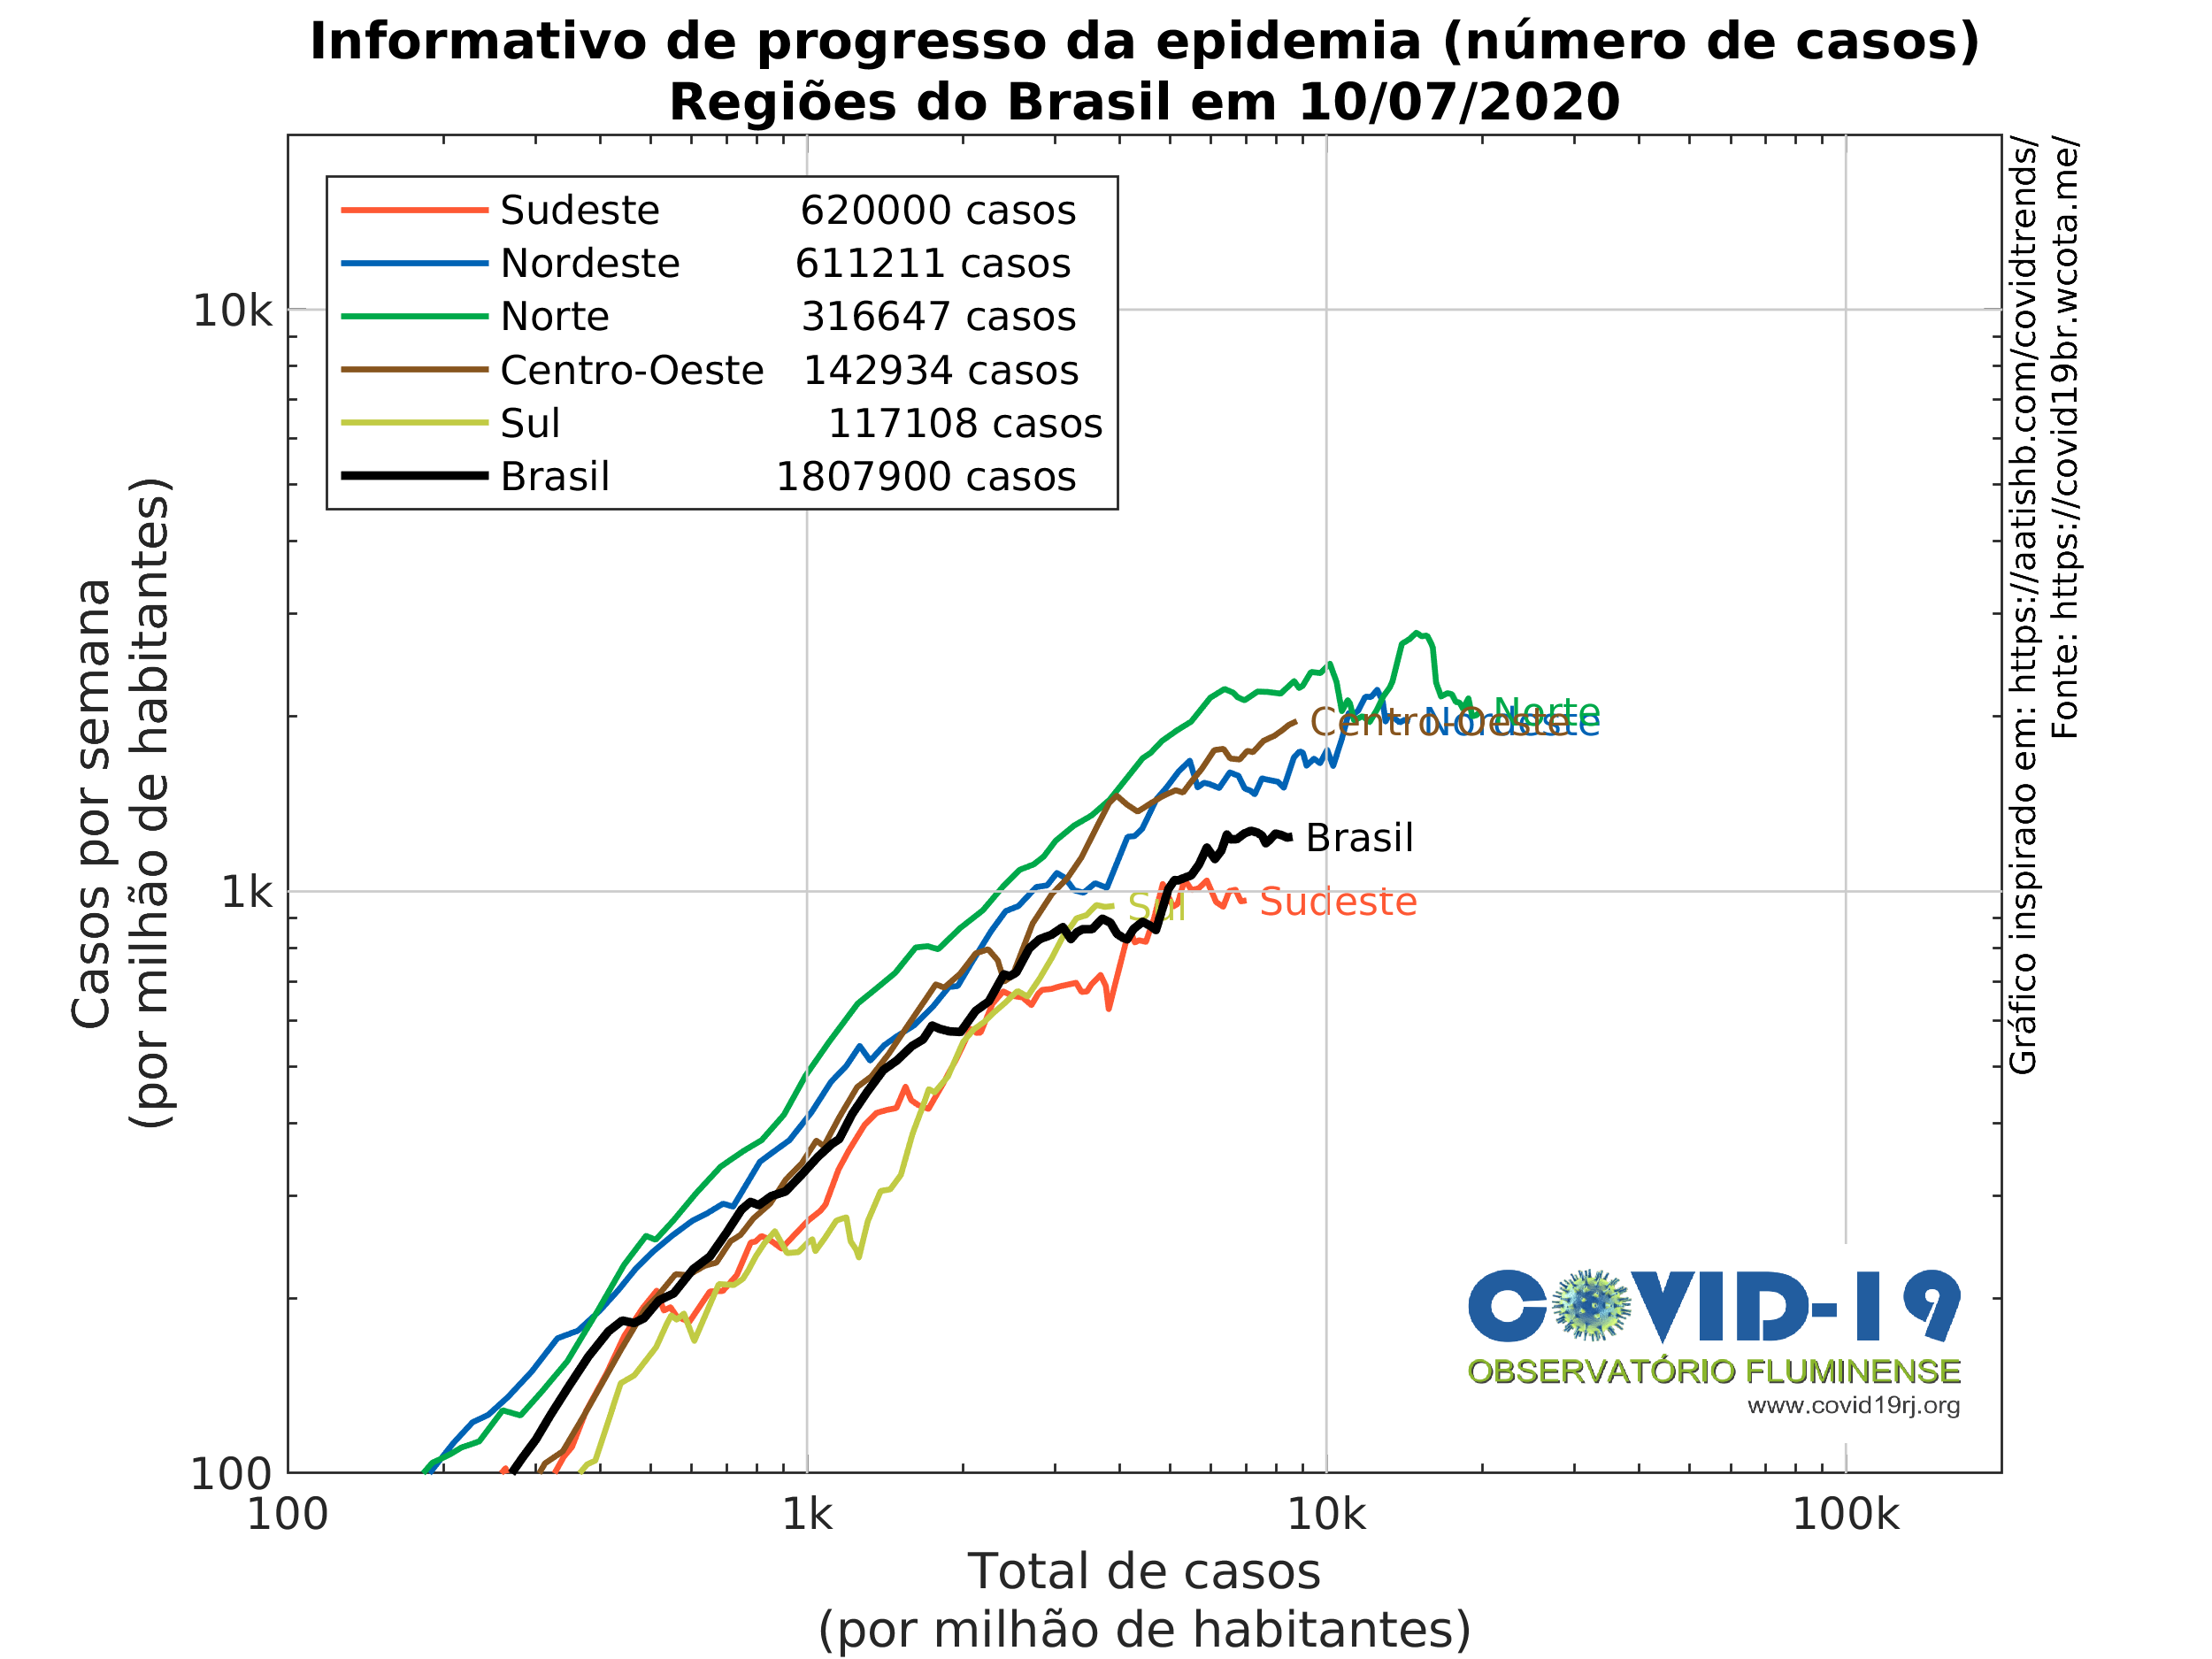 Informativo de progresso da epidemia (número de casos)
Regiões do Brasil em 10/07/2020
Sudeste 620000 casos
Nordeste 611211 casos
Norte 316647 casos
Centro-Oeste 142934 casos
Sul 117108 casos
Brasil 1807900 casos
Casos por semana
(por milhão de habitantes)
10k
1k
100
Norte
Centro-Oeste
Nordeste
Brasil
Sul
Sudeste
Gráfico inspirado em: https://aatishb.com/covidtrends/
Fonte: https://covid19br.wcota.me/
COVID-19
OBSERVATÓRIO FLUMINENSE
www.covid19rj.org
100
1k
10k
100k
Total de casos
(por milhão de habitantes)